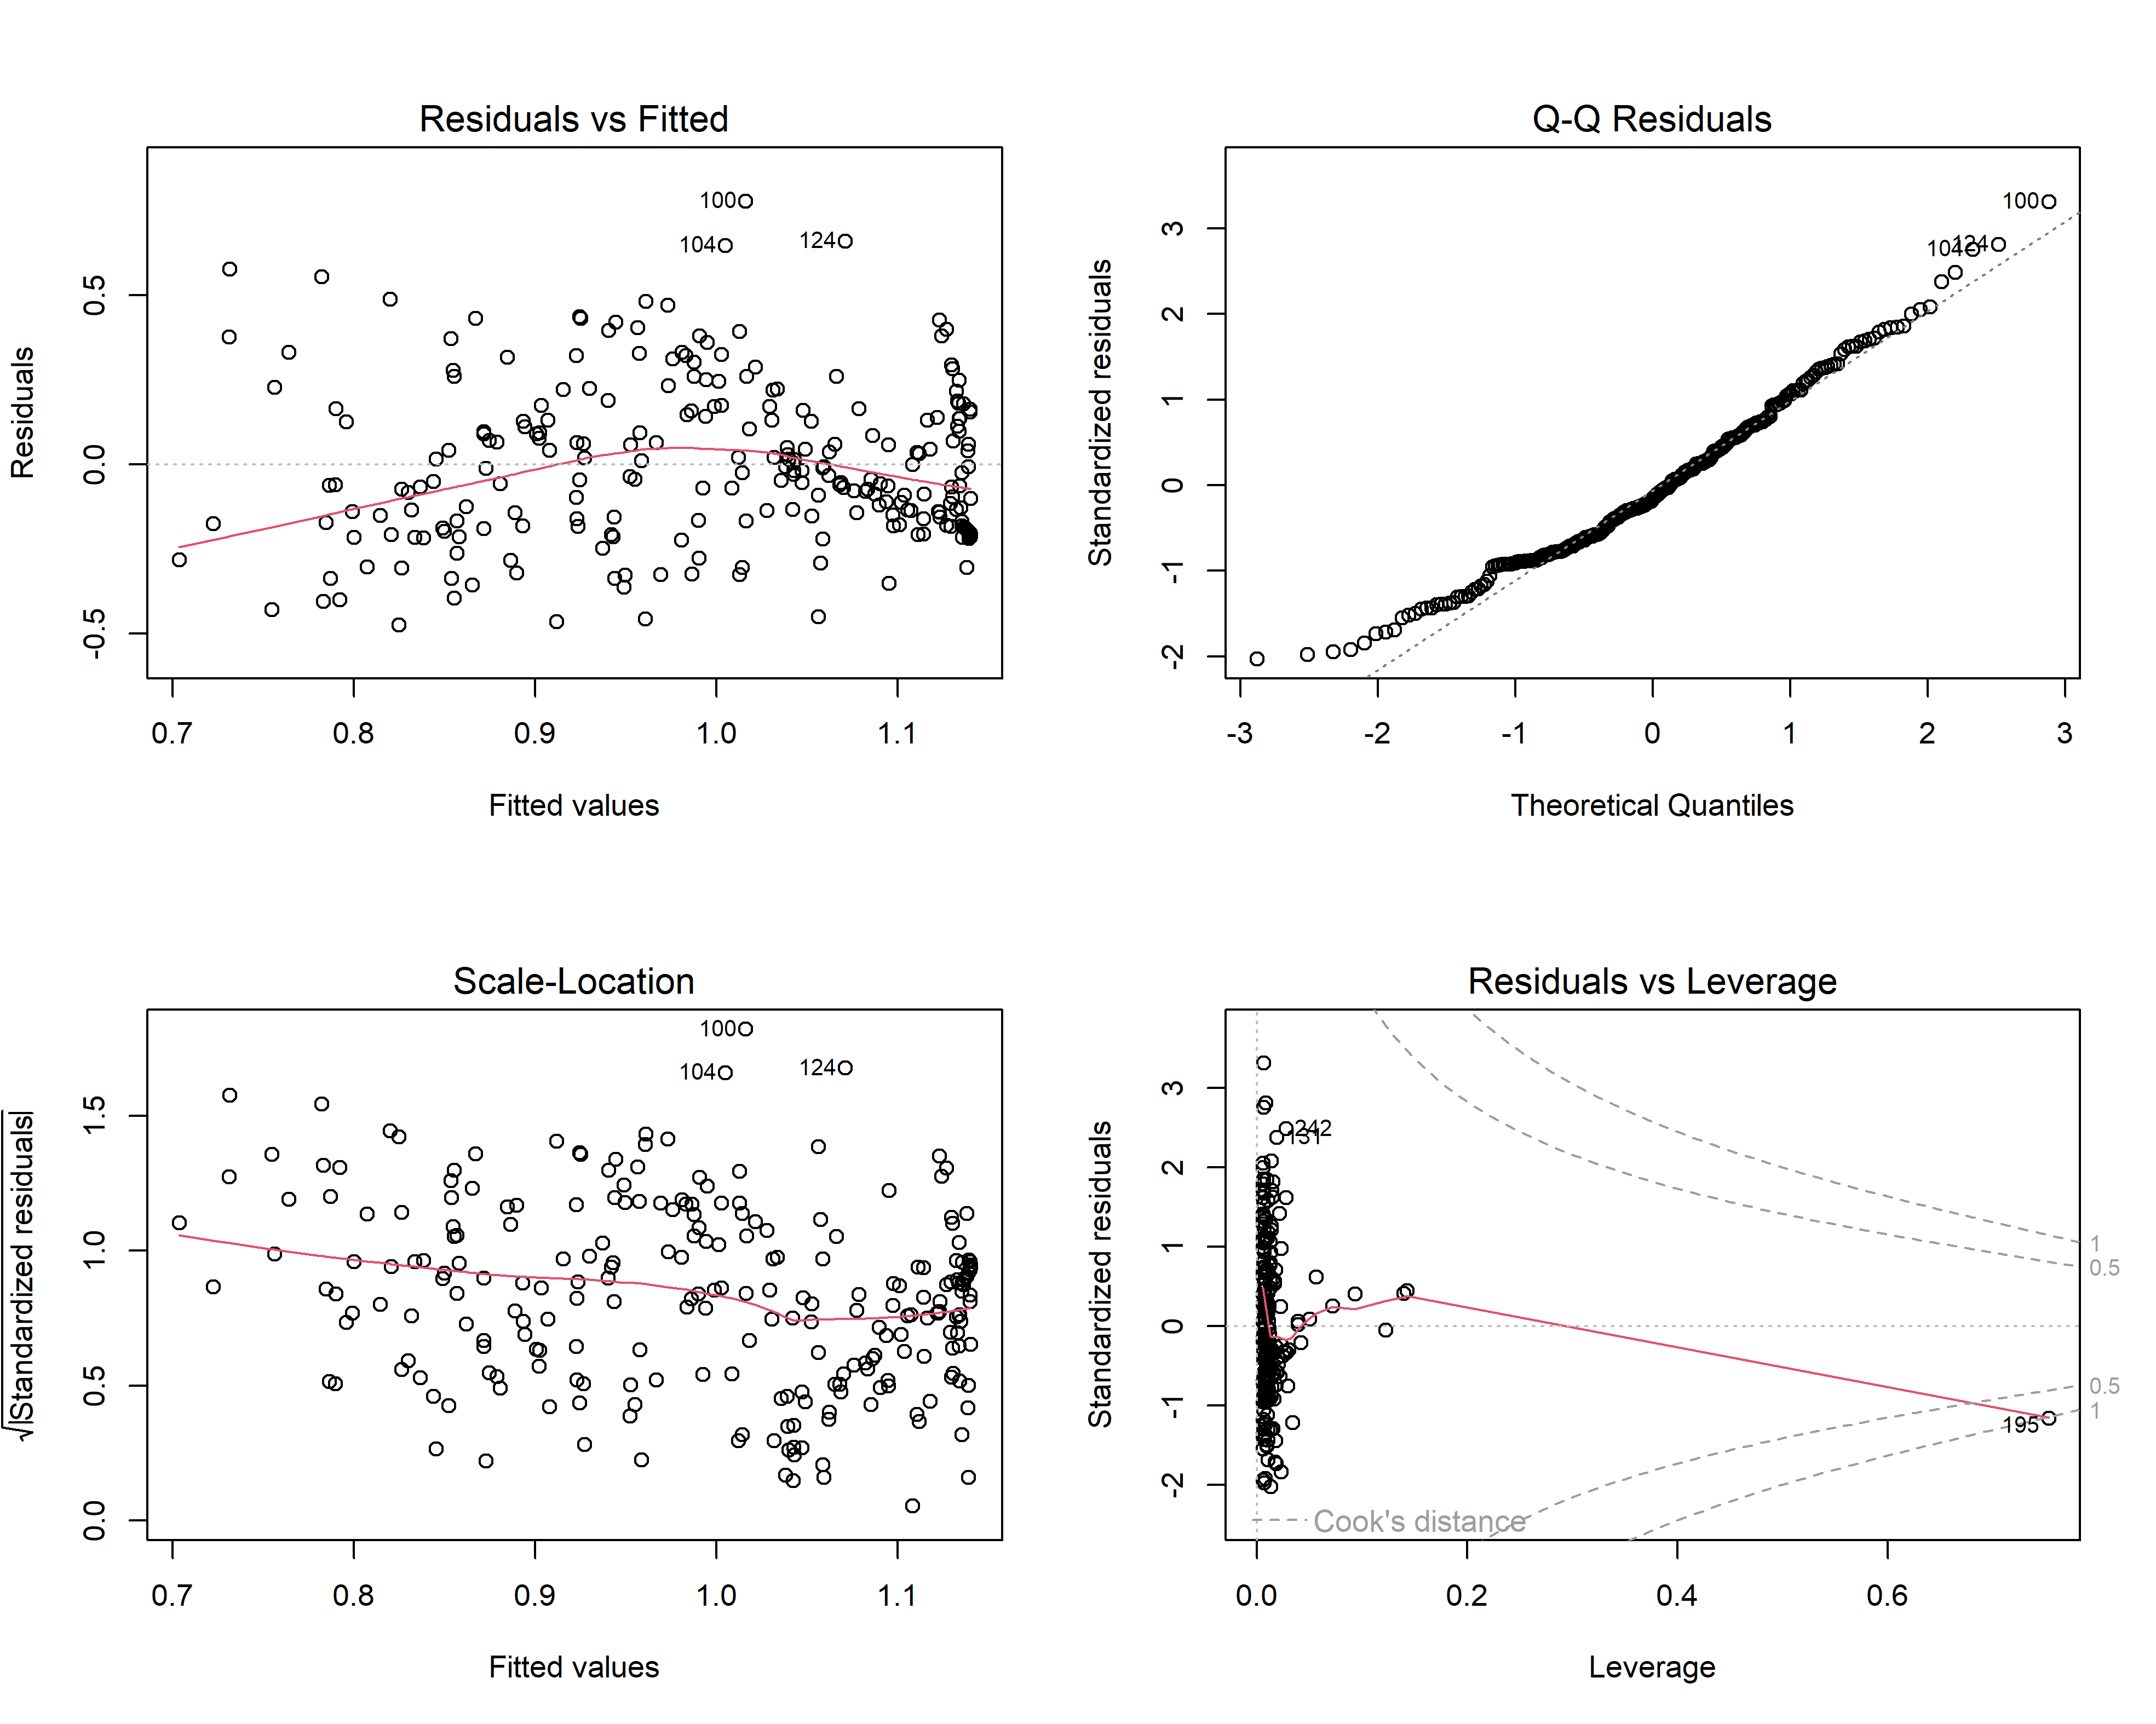 Residuals vs Fitted
Residuals
0.5
0.0
-0.5
100
104
124
0.7 0.8 0.9 1.0 1.1
Fitted values
Q-Q Residuals
Standardized residuals
3
2
1
0
-1
-2
100
104
124
-3 -2 -1 0 1 2 3
Theoretical Quantiles
Scale-Location
√|Standardized residuals|
1.5
1.0
0.5
0.0
100
104
124
0.7 0.8 0.9 1.0 1.1
Fitted values
Residuals vs Leverage
Standardized residuals
3
2
1
0
-1
-2
242
131
195
1
0.5
0.5
1
Cook's distance
0.0 0.2 0.4 0.6
Leverage